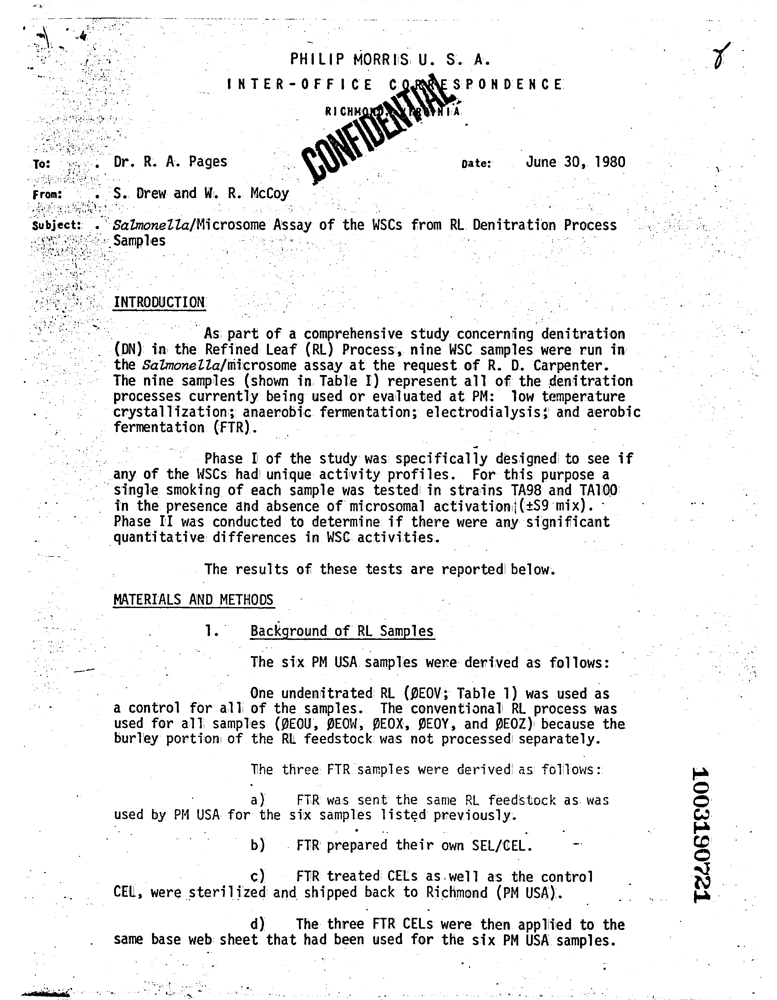 PHILIP MORRIS U. S. A.
INTER-OFFICE CORRESPONDENCE
RICHMOND, VIRGINIA
CONFIDENTIAL
To: . Dr. R. A. Pages Date: June 30, 1980
From: . S. Drew and W. R. McCoy
Subject: . Salmonella/Microsome Assay of the WSCs from RL Denitration Process
Samples
INTRODUCTION
As part of a comprehensive study concerning denitration
(DN) in the Refined Leaf (RL) Process, nine WSC samples were run in
the Salmonella/microsome assay at the request of R. D. Carpenter.
The nine samples (shown in Table I) represent all of the denitration
processes currently being used or evaluated at PM: low temperature
crystallization; anaerobic fermentation; electrodialysis; and aerobic
fermentation (FTR).
Phase I of the study was specifically designed to see if
any of the WSCs had unique activity profiles. For this purpose a
single smoking of each sample was tested in strains TA98 and TA100
in the presence and absence of microsomal activation (±S9 mix).
Phase II was conducted to determine if there were any significant
quantitative differences in WSC activities.
The results of these tests are reported below.
MATERIALS AND METHODS
1. Background of RL Samples
The six PM USA samples were derived as follows:
One undenitrated RL (ØEOV; Table 1) was used as
a control for all of the samples. The conventional RL process was
used for all samples (ØEOU, ØEOW, ØEOX, ØEOY, and ØEOZ) because the
burley portion of the RL feedstock was not processed separately.
The three FTR samples were derived as follows:
a) FTR was sent the same RL feedstock as was
used by PM USA for the six samples listed previously.
b) FTR prepared their own SEL/CEL.
c) FTR treated CELs as well as the control
CEL, were sterilized and shipped back to Richmond (PM USA).
d) The three FTR CELs were then applied to the
same base web sheet that had been used for the six PM USA samples.
1003190721